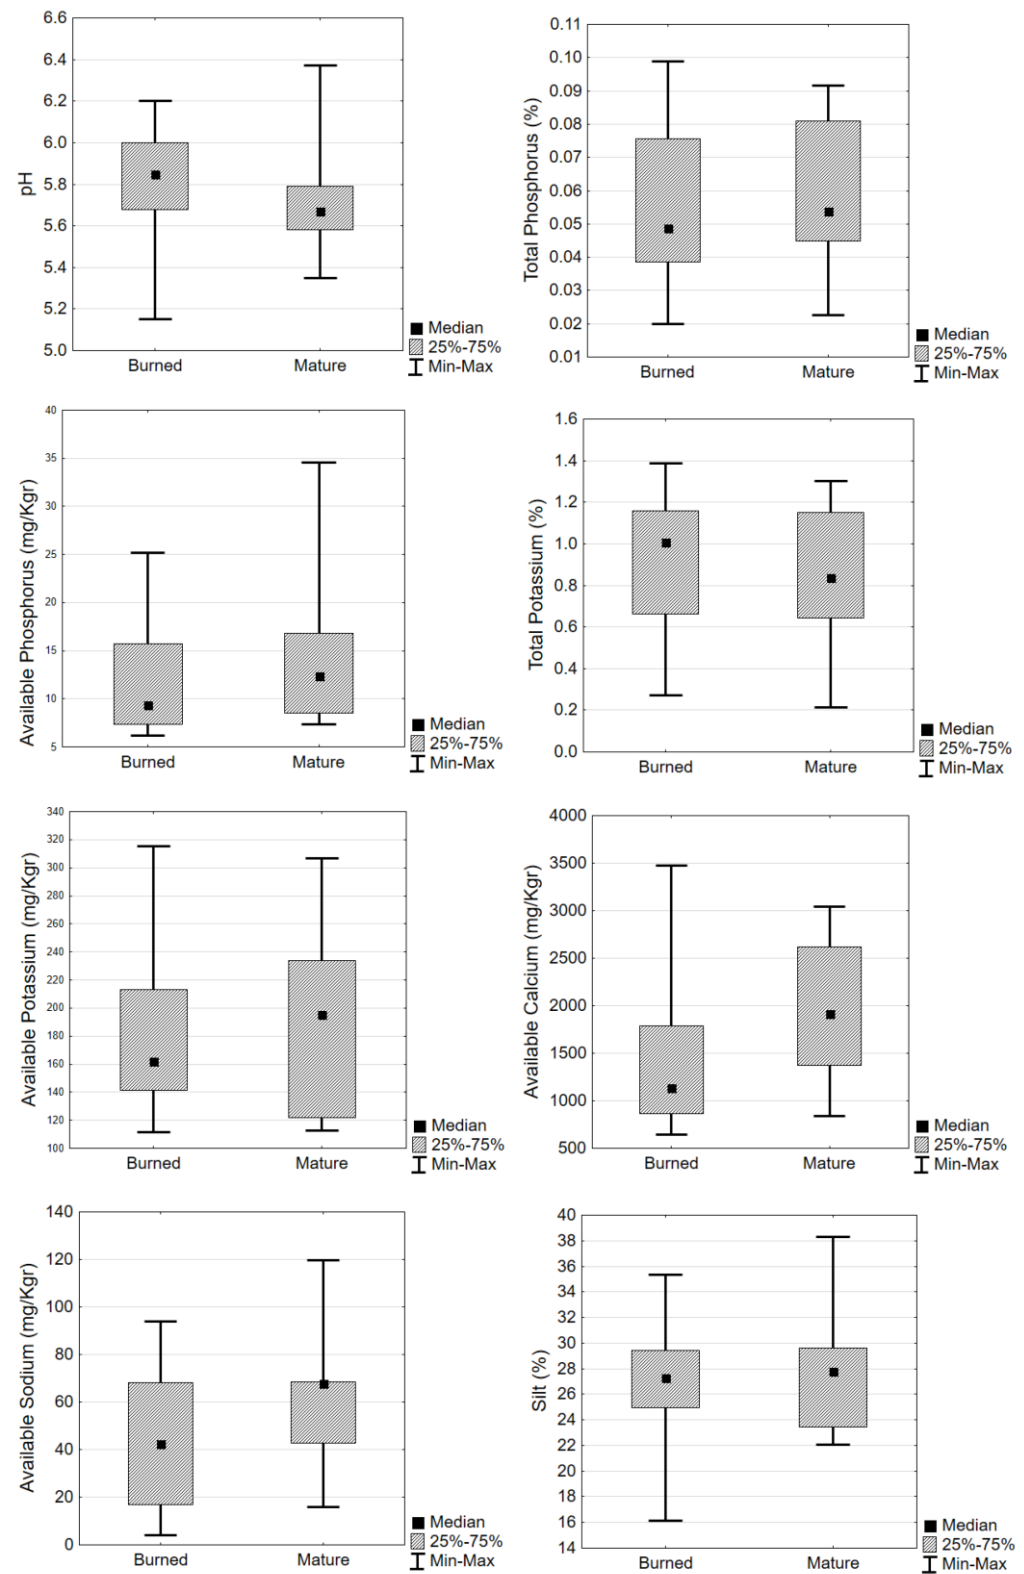 pH
6.6
6.4
6.2
6.0
5.8
5.6
5.4
5.2
5.0
Burned
Mature
Median
25%-75%
Min-Max
Total Phosphorus (%)
0.11
0.10
0.09
0.08
0.07
0.06
0.05
0.04
0.03
0.02
0.01
Burned
Mature
Median
25%-75%
Min-Max
Available Phosphorus (mg/Kgr)
40
35
30
25
20
15
10
5
Burned
Mature
Median
25%-75%
Min-Max
Total Potassium (%)
1.6
1.4
1.2
1.0
0.8
0.6
0.4
0.2
0.0
Burned
Mature
Median
25%-75%
Min-Max
Available Potassium (mg/Kgr)
340
320
300
280
260
240
220
200
180
160
140
120
100
Burned
Mature
Median
25%-75%
Min-Max
Available Calcium (mg/Kgr)
4000
3500
3000
2500
2000
1500
1000
500
Burned
Mature
Median
25%-75%
Min-Max
Available Sodium (mg/Kgr)
140
120
100
80
60
40
20
0
Burned
Mature
Median
25%-75%
Min-Max
Silt (%)
40
38
36
34
32
30
28
26
24
22
20
18
16
14
Burned
Mature
Median
25%-75%
Min-Max